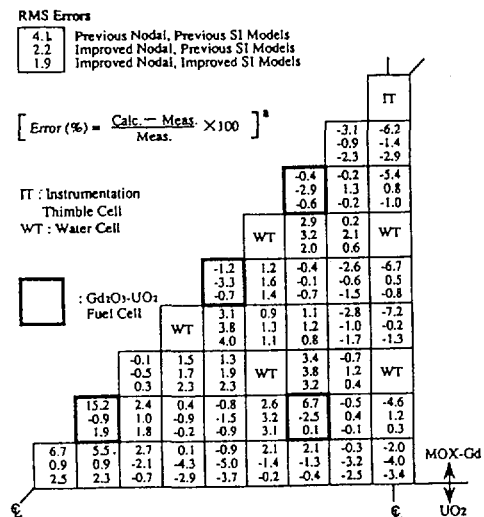 RMS Errors
4.1 Previous Nodal, Previous SI Models
2.2 Improved Nodal, Previous SI Models
1.9 Improved Nodal, Improved SI Models
[ Error (%) = Calc. − Meas. / Meas. ×100 ]ª
IT : Instrumentation
Thimble Cell
WT : Water Cell
: Gd2O3-UO2
Fuel Cell
IT
-3.1 -6.2
-0.9 -1.4
-2.3 -2.9
-0.4 -0.2 -5.4
-2.9 1.3 0.8
-0.6 -0.2 -1.0
WT 2.9 0.2 WT
3.2 2.1
2.0 0.6
-1.2 1.2 -0.4 -2.6 -6.7
-3.3 1.6 -0.1 -0.6 0.5
-0.7 1.4 -0.7 -1.5 -0.8
WT 3.1 0.9 1.1 -2.8 -7.2
3.8 1.3 1.2 -1.0 -0.2
4.0 1.1 0.8 -1.7 -1.3
-0.1 1.5 1.3 WT 3.4 -0.7 WT
-0.5 1.7 1.9 3.8 1.2
0.3 2.3 2.3 3.2 0.4
15.2 2.4 0.4 -0.8 2.6 6.7 -0.5 -4.6
-0.9 1.0 -0.9 -1.5 3.2 -2.5 0.4 1.2
1.9 1.8 -0.2 -0.9 3.1 0.1 -0.1 0.3
6.7 5.5 2.7 0.1 -0.9 2.1 2.1 -0.3 -2.0
0.9 0.9 -2.1 -4.3 -5.0 -1.4 -1.3 -3.2 -4.0
2.5 2.3 -0.7 -2.9 -3.7 -0.2 -0.4 -2.5 -3.4
MOX-Gd
UO2
℄
℄